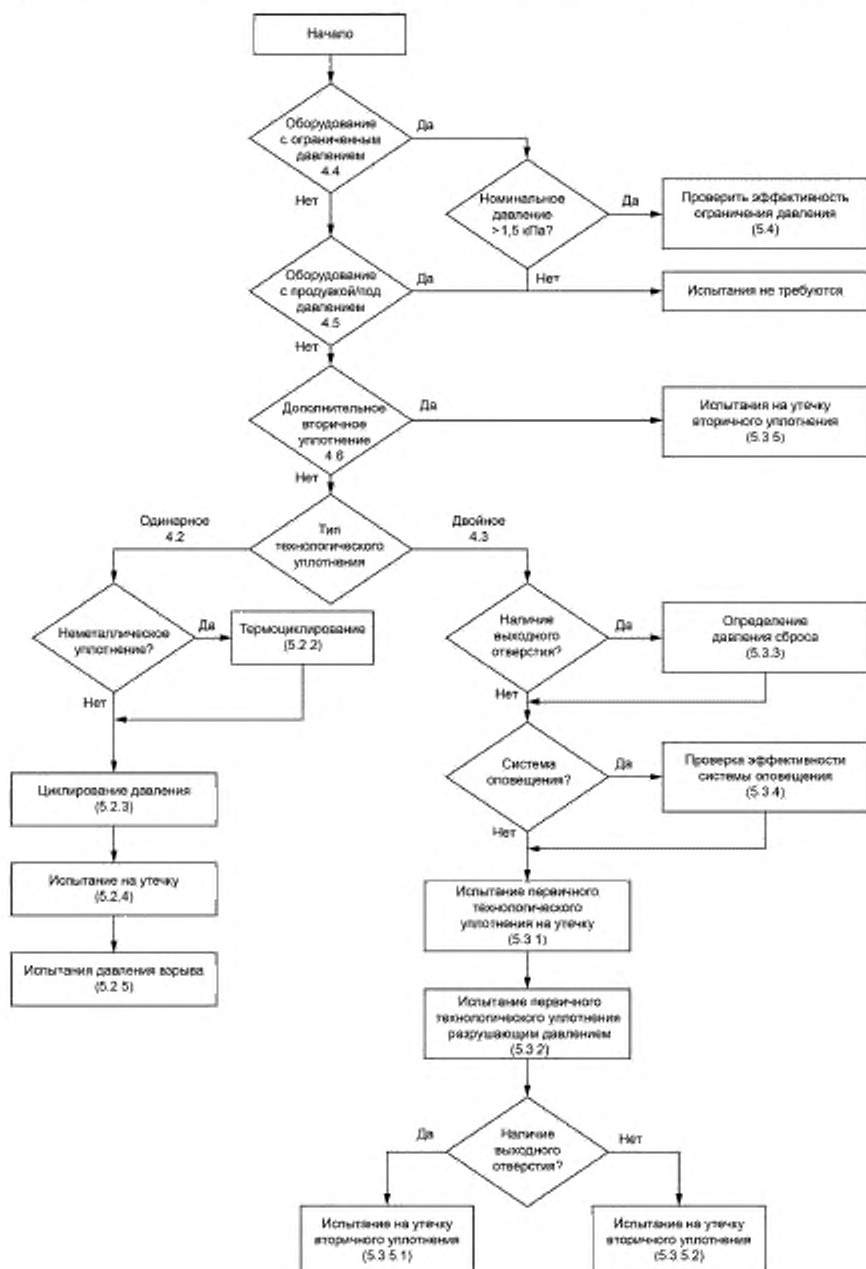 Начало
Оборудование
с ограниченным
давлением
4.4
Да
Нет
Номинальное
давление
>1,5 кПа?
Да
Проверить эффективность
ограничения давления
(5.4)
Оборудование
с продувкой/под
давлением
4.5
Да
Нет
Испытания не требуются
Нет
Дополнительное
вторичное
уплотнение
4 6
Да
Испытания на утечку
вторичного уплотнения
(5.3 5)
Нет
Тип
технологического
уплотнения
Одинарное
4.2
Двойное
4.3
Неметаллическое
уплотнение?
Да
Термоциклирование
(5.2 2)
Нет
Наличие
выходного
отверстия?
Да
Определение
давления сброса
(5.3.3)
Нет
Циклирование давления
(5.2.3)
Система
оповещения?
Да
Проверка эффективности
системы оповещения
(5.3 4)
Нет
Испытание на утечку
(5.2.4)
Испытания давления взрыва
(5.2 5)
Испытание первичного
технологического
уплотнения на утечку
(5.3 1)
Испытание первичного
технологического уплотнения
разрушающим давлением
(5.3 2)
Наличие
выходного
отверстия?
Да
Нет
Испытание на утечку
вторичного уплотнения
(5.3 5.1)
Испытание на утечку
вторичного уплотнения
(5.3 5.2)